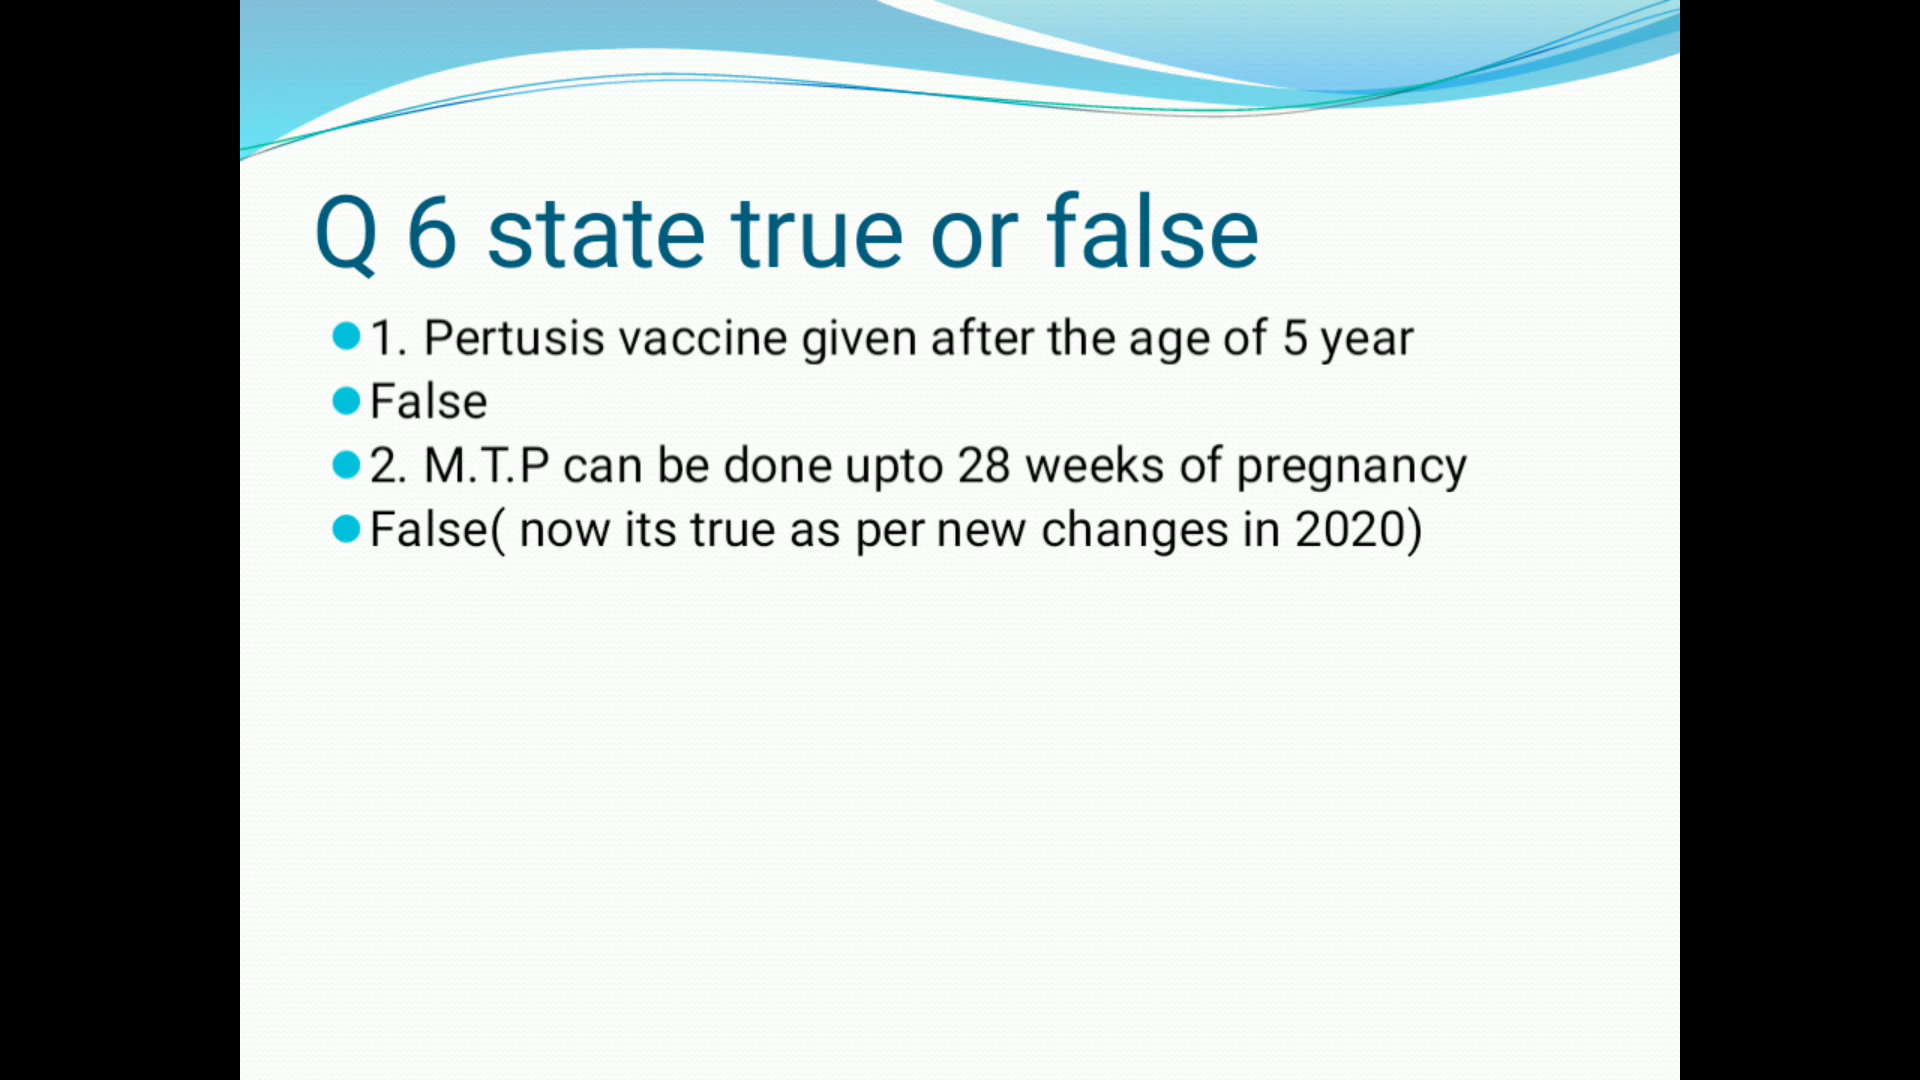 Q 6 state true or false
1. Pertusis vaccine given after the age of 5 year
False
2. M.T.P can be done upto 28 weeks of pregnancy
False( now its true as per new changes in 2020)